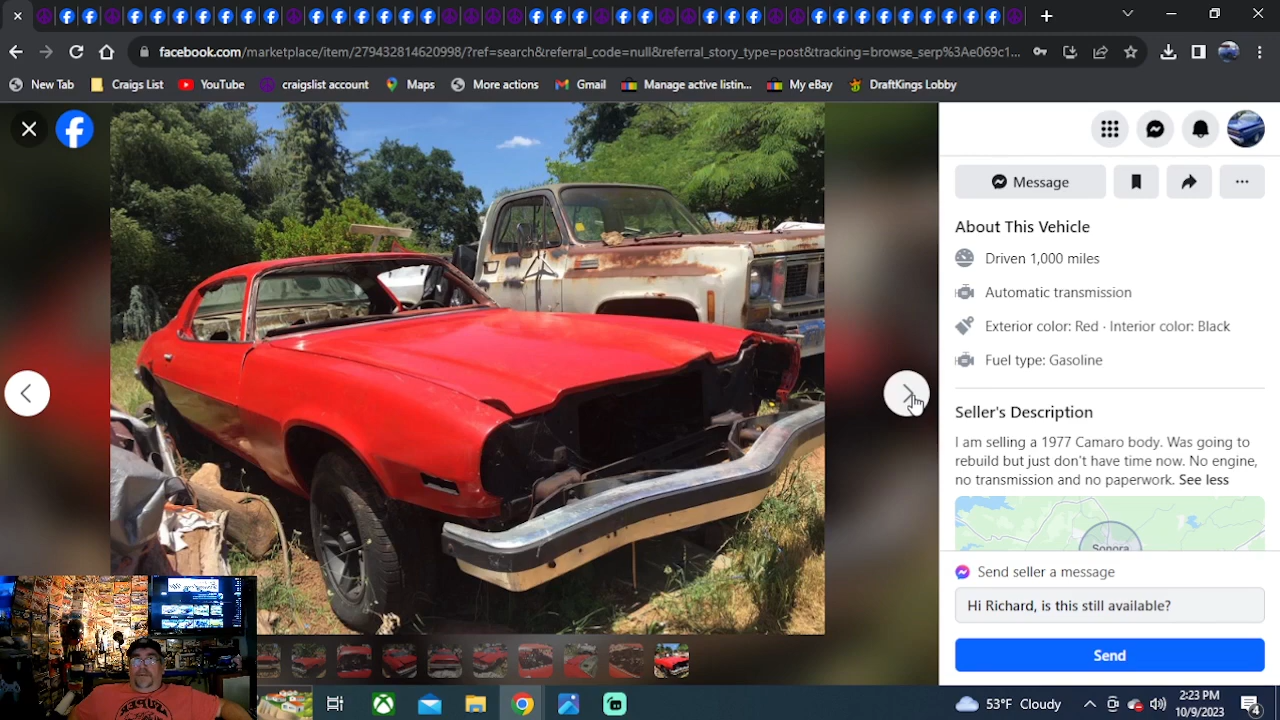 facebook.com/marketplace/item/279432814620998/?ref=search&referral_code=null&referral_story_type=post&tracking=browse_serp%3Ae069c1...
New Tab Craigs List YouTube craigslist account Maps More actions Gmail Manage active listin... My eBay DraftKings Lobby
Message
About This Vehicle
Driven 1,000 miles
Automatic transmission
Exterior color: Red · Interior color: Black
Fuel type: Gasoline
Seller's Description
I am selling a 1977 Camaro body. Was going to
rebuild but just don't have time now. No engine,
no transmission and no paperwork. See less
Sonora
Send seller a message
Hi Richard, is this still available?
Send
53°F Cloudy
2:23 PM
10/9/2023
4